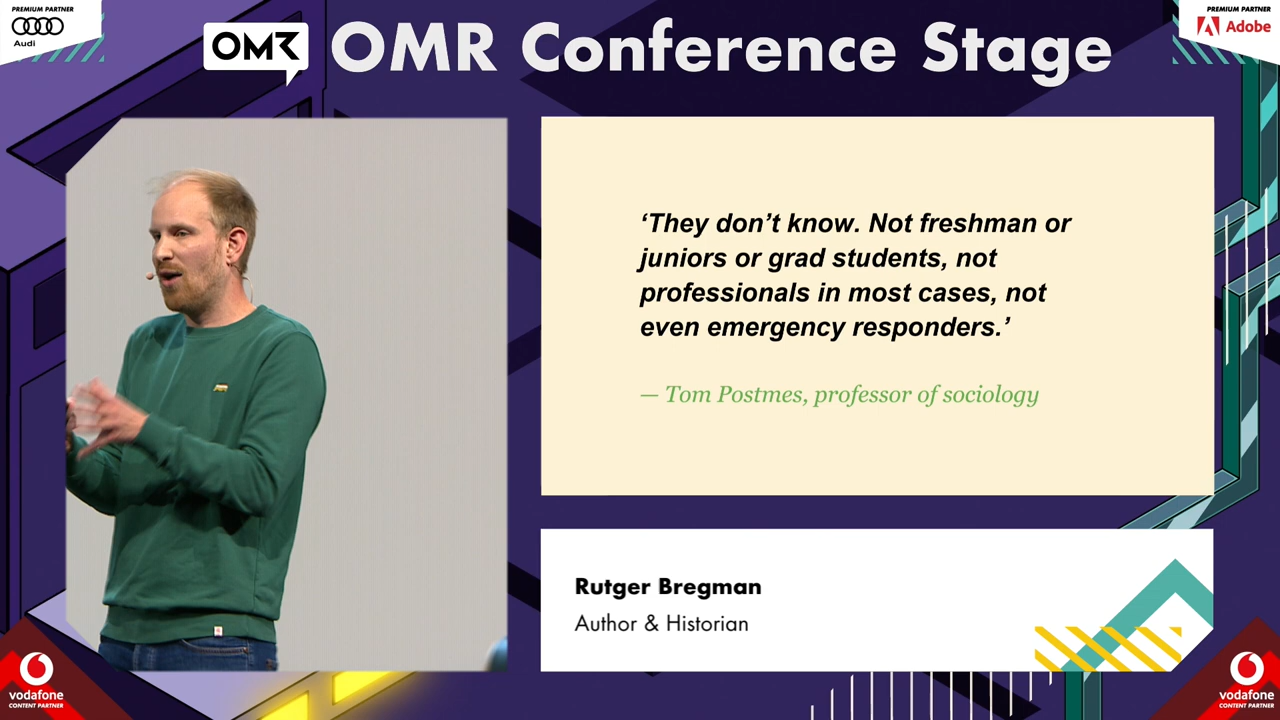 PREMIUM PARTNER
Audi
OMR OMR Conference Stage
PREMIUM PARTNER
Adobe
‘They don’t know. Not freshman or
juniors or grad students, not
professionals in most cases, not
even emergency responders.’
— Tom Postmes, professor of sociology
Rutger Bregman
Author & Historian
vodafone
CONTENT PARTNER
vodafone
CONTENT PARTNER